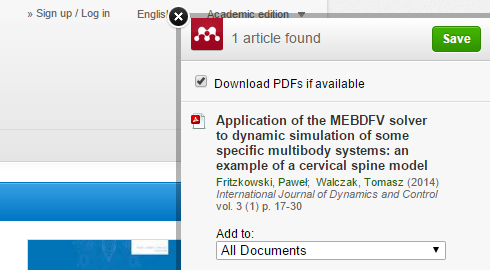 » Sign up / Log in
Academic edition
1 article found
Save
Download PDFs if available
Application of the MEBDFV solver
to dynamic simulation of some
specific multibody systems: an
example of a cervical spine model
Fritzkowski, Paweł; Walczak, Tomasz (2014)
International Journal of Dynamics and Control
vol. 3 (1) p. 17-30
Add to:
All Documents